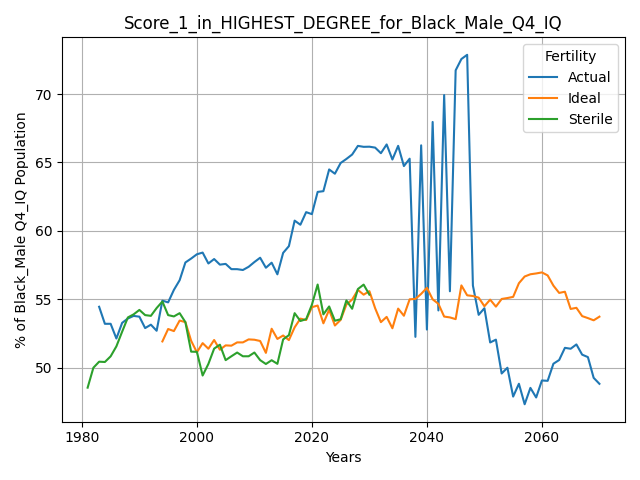 Score_1_in_HIGHEST_DEGREE_for_Black_Male_Q4_IQ
Fertility
Actual
Ideal
Sterile
% of Black_Male Q4_IQ Population
70
65
60
55
50
1980
2000
2020
2040
2060
Years